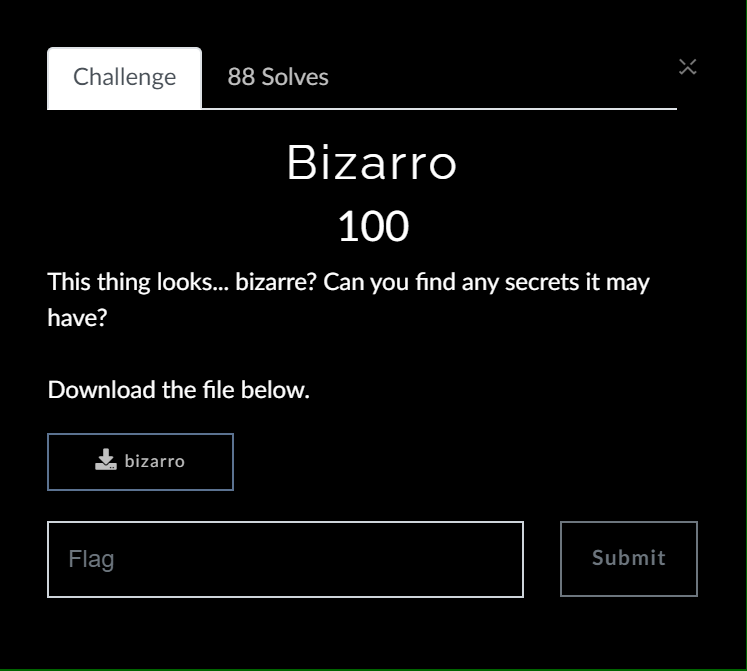 Challenge
88 Solves
Bizarro
100
This thing looks... bizarre? Can you find any secrets it may
have?
Download the file below.
bizarro
Flag
Submit